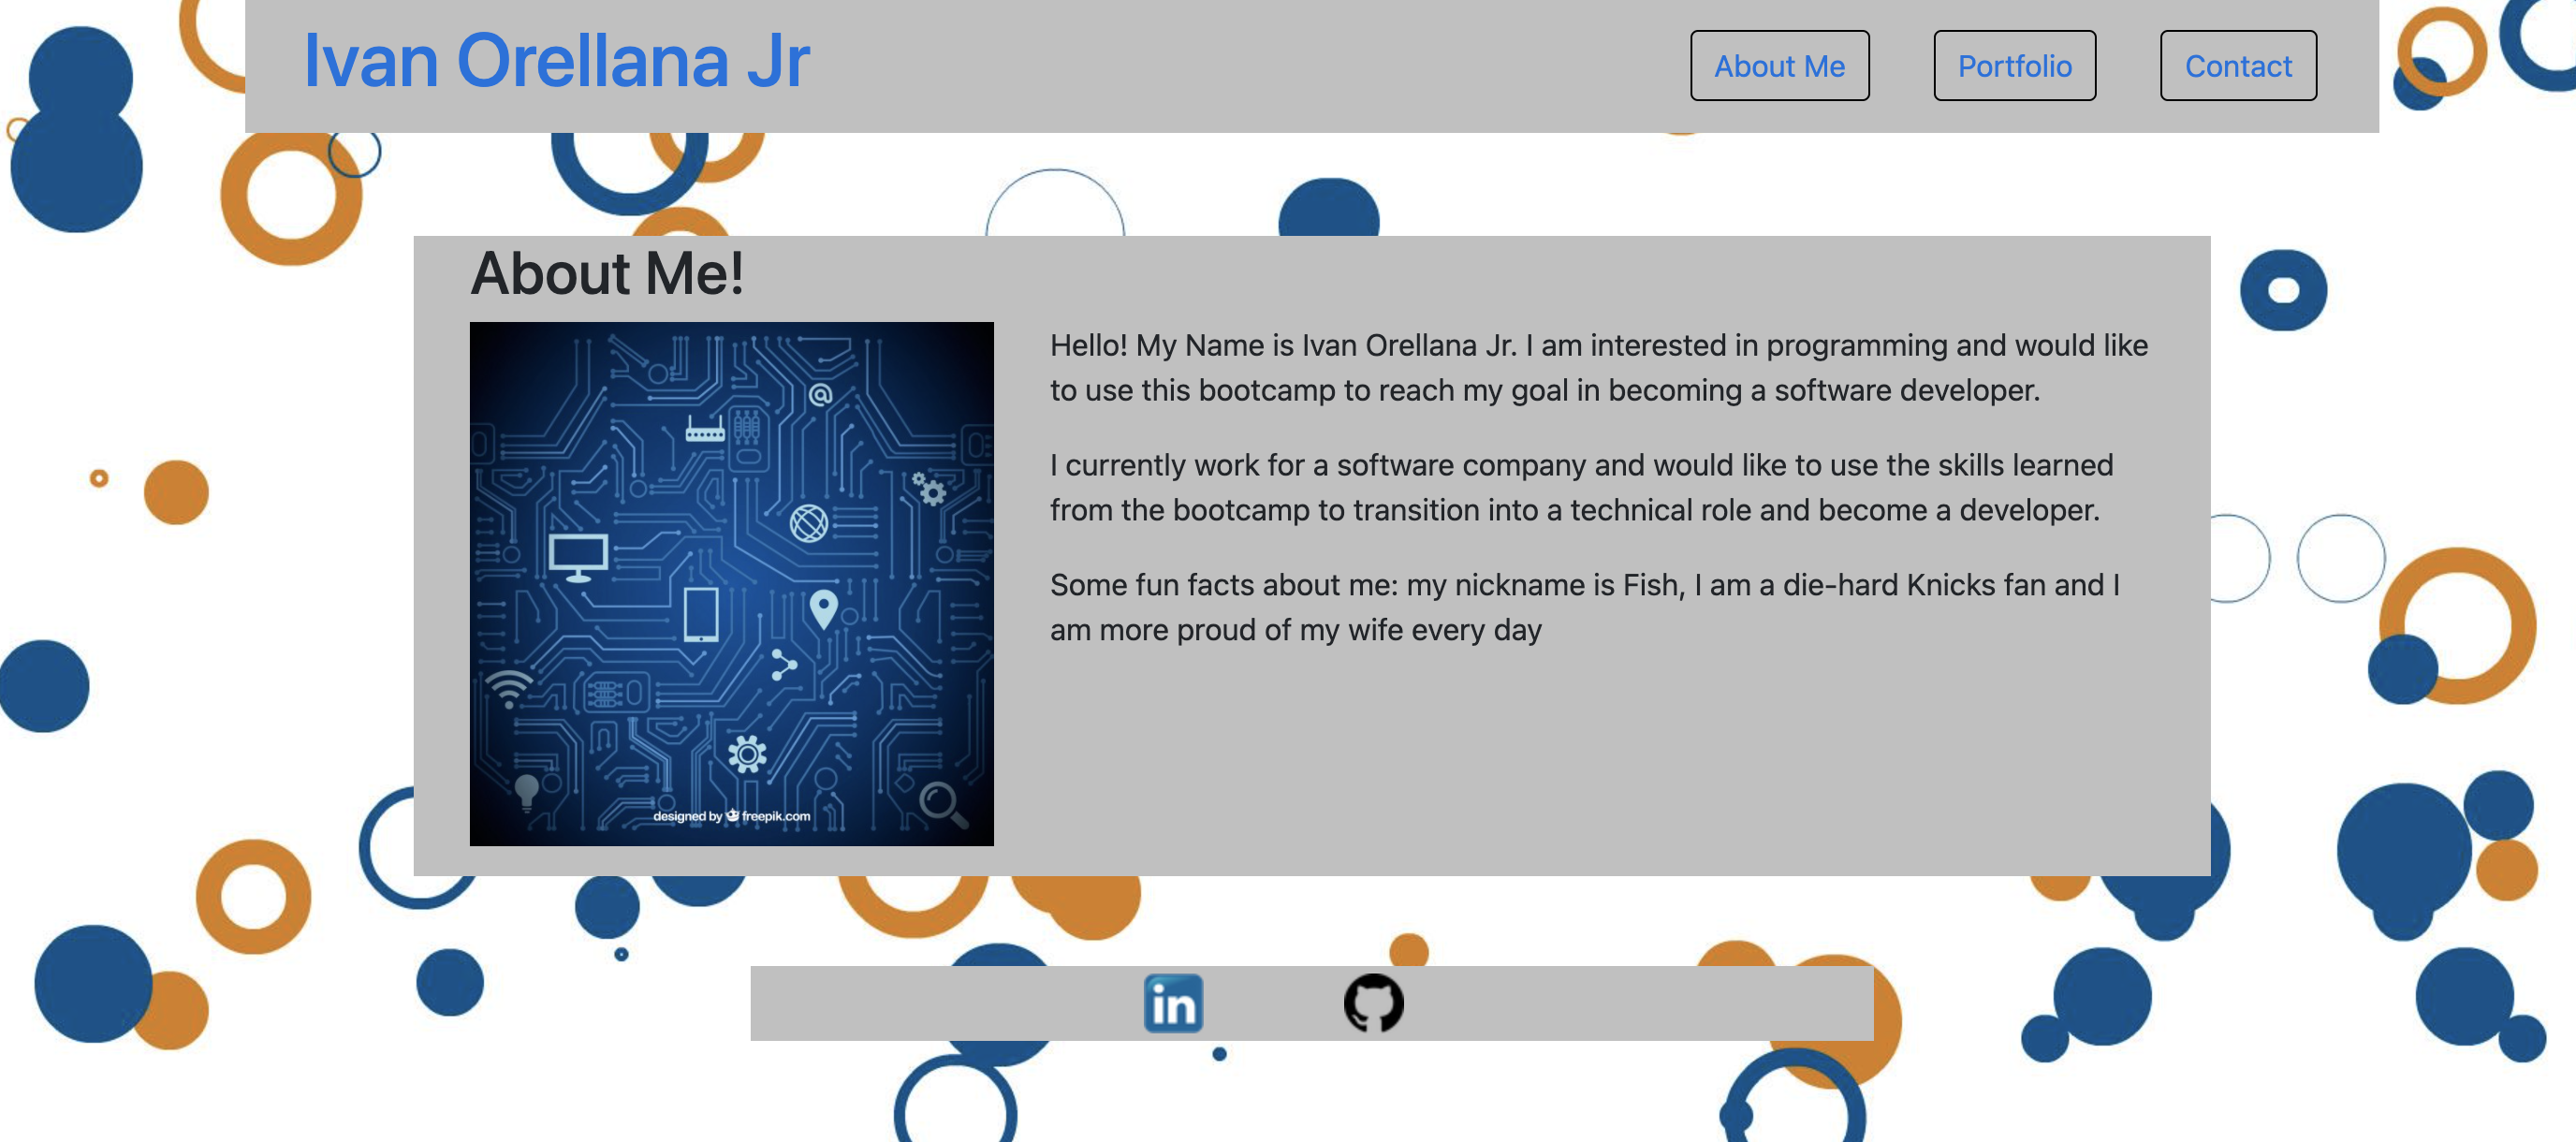 Ivan Orellana Jr
About Me
Portfolio
Contact
About Me!
Hello! My Name is Ivan Orellana Jr. I am interested in programming and would like
to use this bootcamp to reach my goal in becoming a software developer.
I currently work for a software company and would like to use the skills learned
from the bootcamp to transition into a technical role and become a developer.
Some fun facts about me: my nickname is Fish, I am a die-hard Knicks fan and I
am more proud of my wife every day
@
designed by freepik.com
in